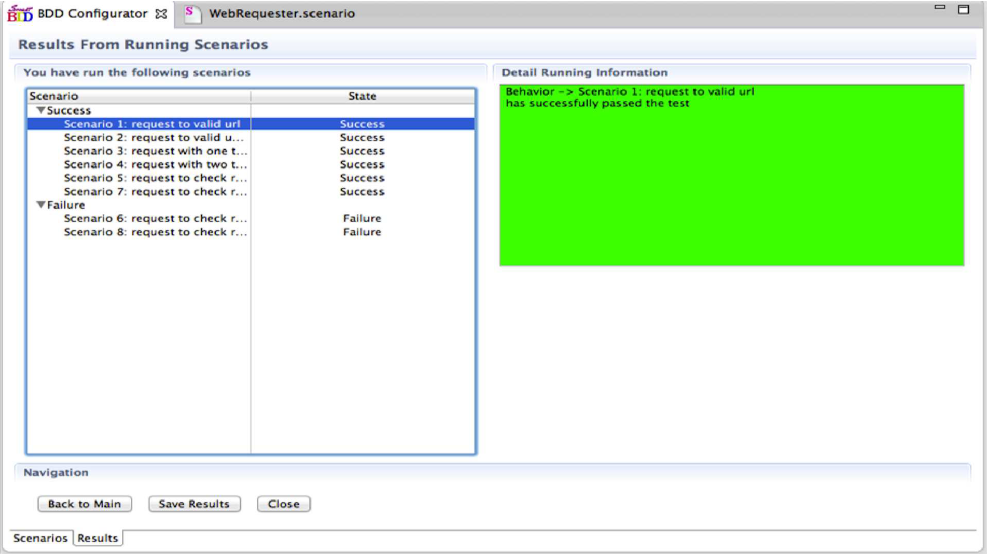 BDD Configurator
WebRequester.scenario
Results From Running Scenarios
You have run the following scenarios
Scenario State
Success
Scenario 1: request to valid url Success
Scenario 2: request to valid u... Success
Scenario 3: request with one t... Success
Scenario 4: request with two t... Success
Scenario 5: request to check r... Success
Scenario 7: request to check r... Success
Failure
Scenario 6: request to check r... Failure
Scenario 8: request to check r... Failure
Detail Running Information
Behavior -> Scenario 1: request to valid url
has successfully passed the test
Navigation
Back to Main Save Results Close
Scenarios Results